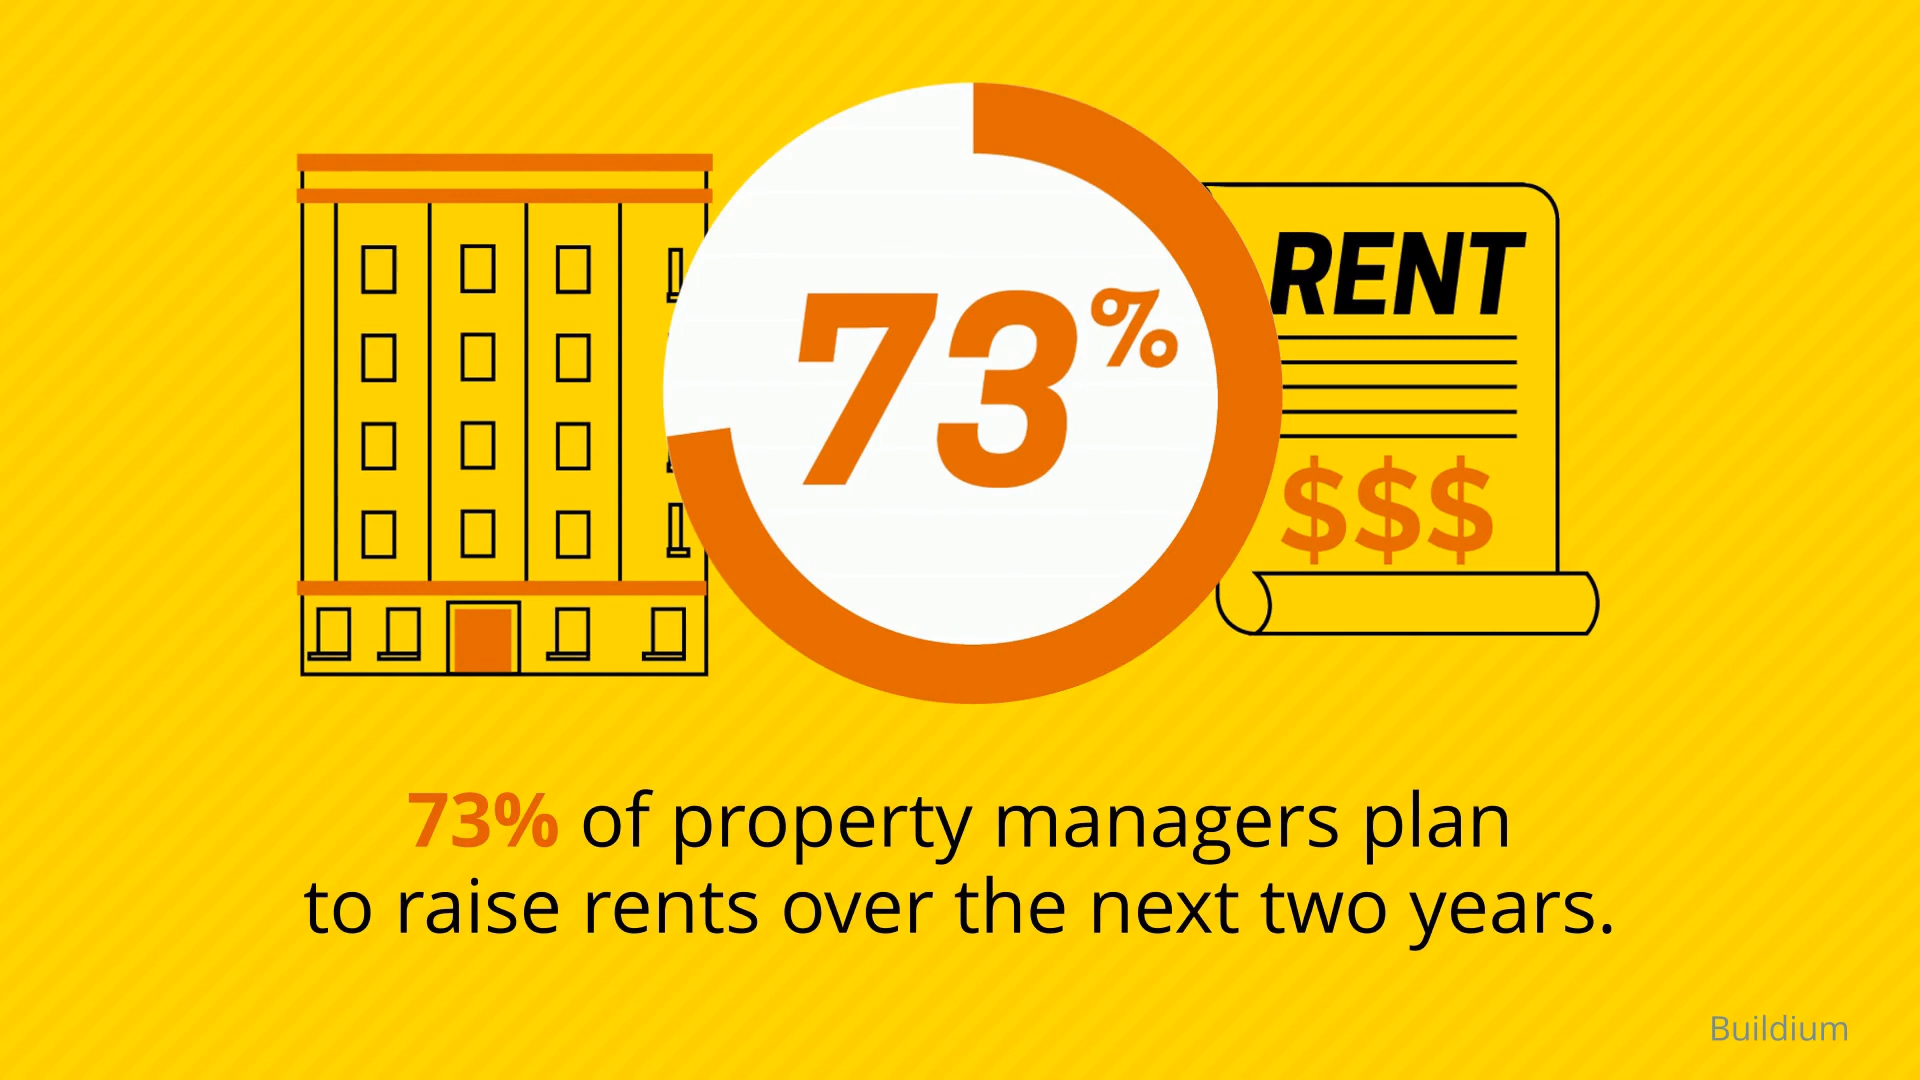 73%
RENT
$$$
73% of property managers plan
to raise rents over the next two years.
Buildium